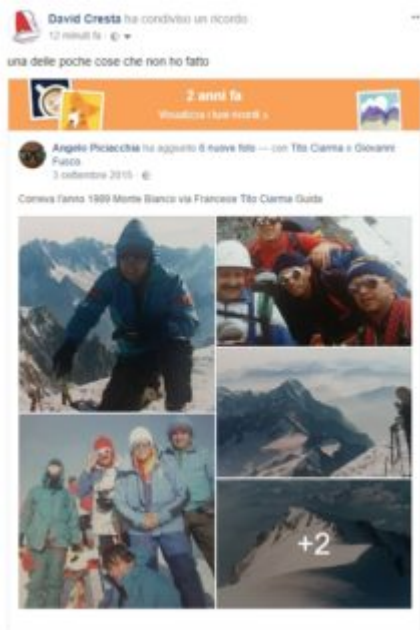 David Cresta ha condiviso un ricordo.
12 minuti fa ·
una delle poche cose che non ho fatto
2 anni fa
Visualizza i tuoi ricordi >
Angelo Piciacchia ha aggiunto 6 nuove foto — con Tito Ciarma e Giovanni
Fusco.
3 settembre 2015 ·
Correva l'anno 1989 Monte Bianco via Francese Tito Ciarma Guida
+2